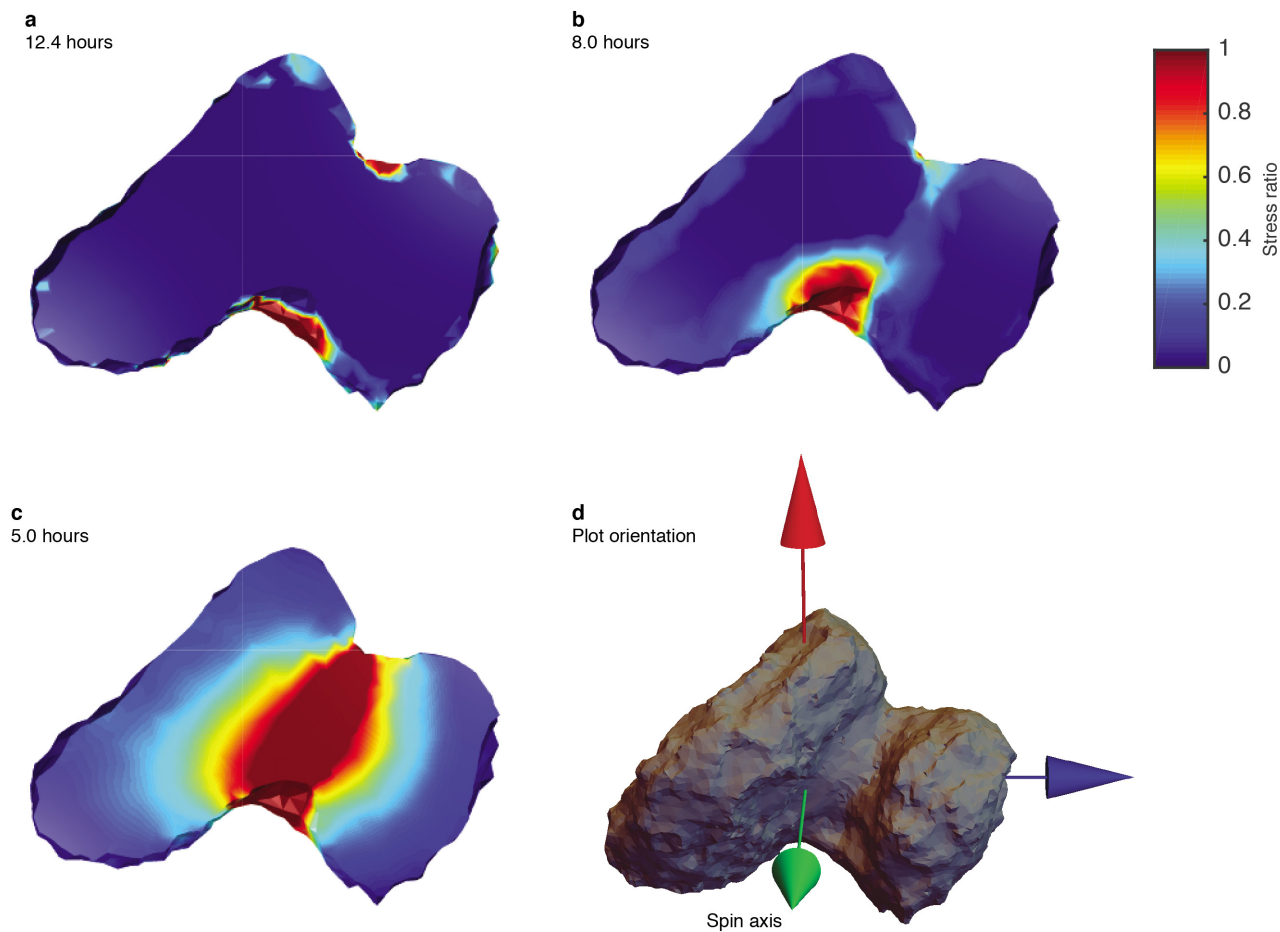 a
12.4 hours
b
8.0 hours
1
0.8
0.6
0.4
0.2
0
Stress ratio
c
5.0 hours
d
Plot orientation
Spin axis